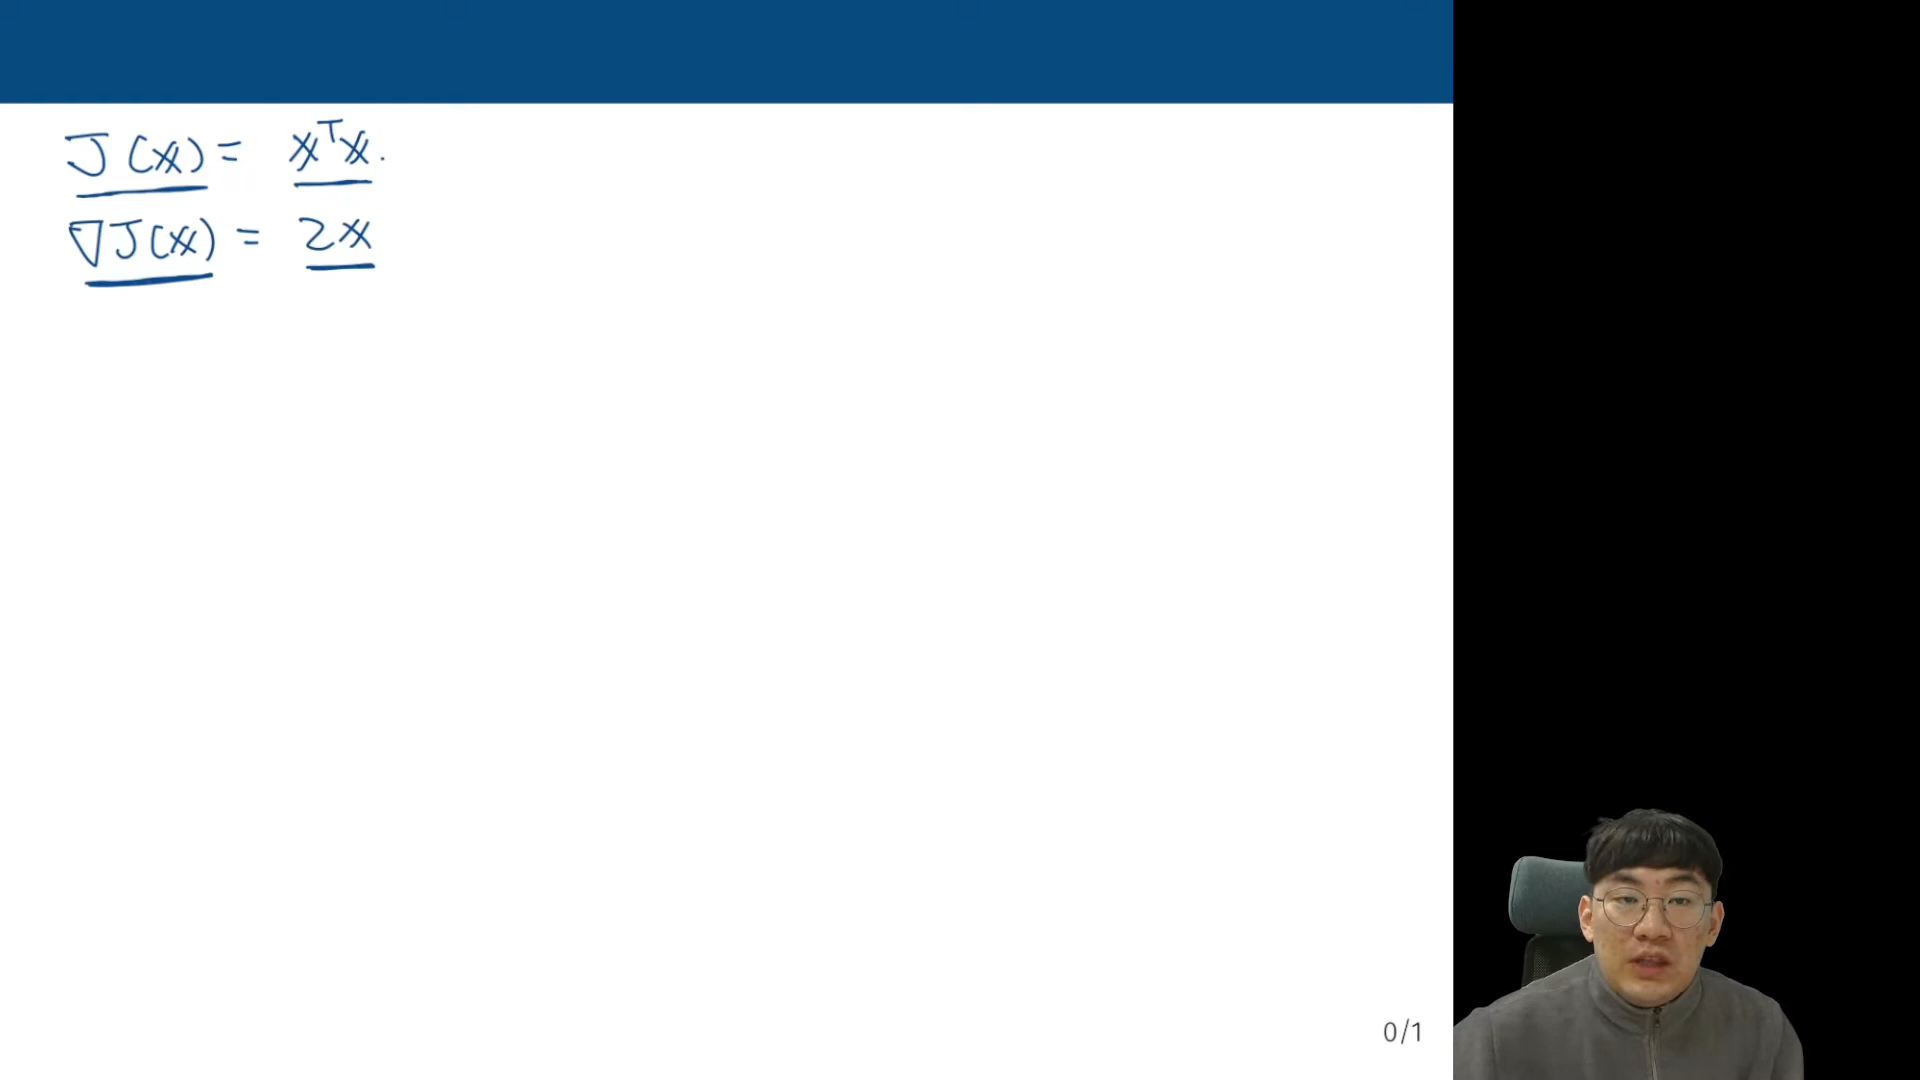 J(x) = xᵀx.
∇J(x) = 2x
0/1